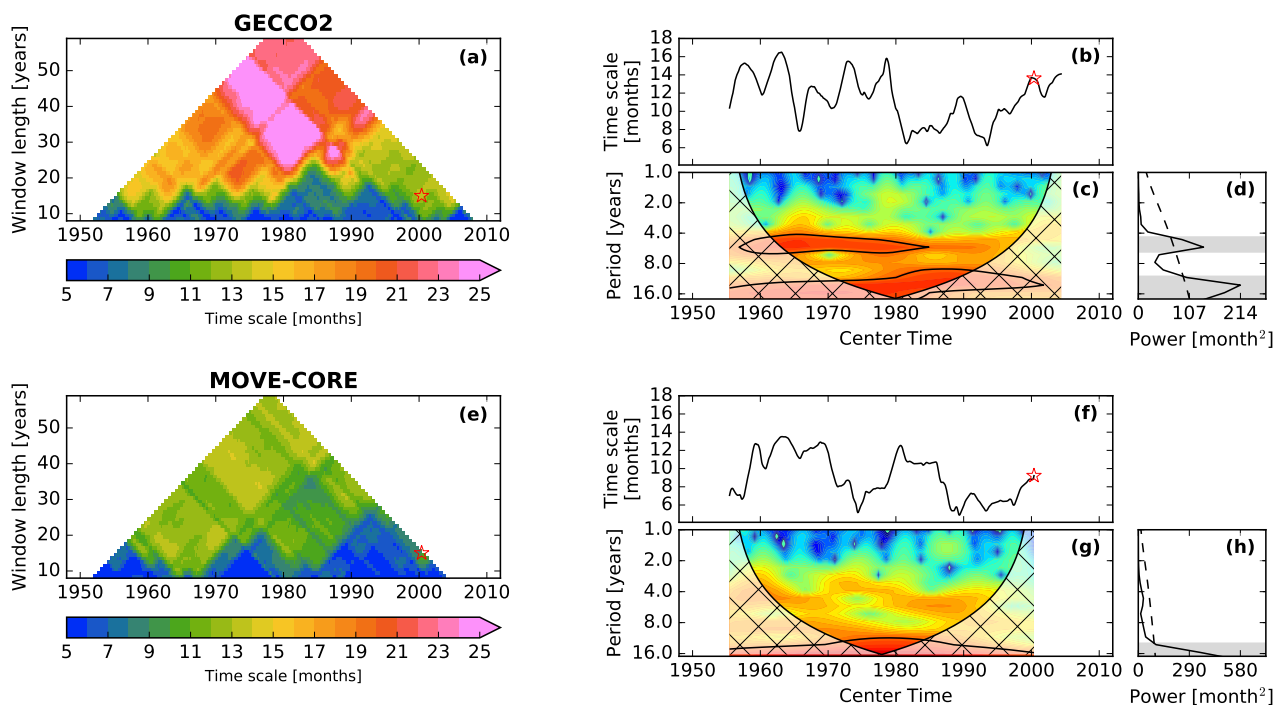 GECCO2
(a)
Window length [years]
50
40
30
20
10
1950 1960 1970 1980 1990 2000 2010
5 7 9 11 13 15 17 19 22 23 25
Time scale [months]
(b)
Time scale
[months]
18
16
14
12
10
8
6
(c)
Period [years]
1.0
2.0
4.0
8.0
16.0
1950 1960 1970 1980 1990 2000 2010
Center Time
(d)
0 107 214
Power [month²]
MOVE-CORE
(e)
Window length [years]
50
40
30
20
10
1950 1960 1970 1980 1990 2000 2010
5 7 9 11 13 15 17 19 22 23 25
Time scale [months]
(f)
Time scale
[months]
18
16
14
12
10
8
6
(g)
Period [years]
1.0
2.0
4.0
8.0
16.0
1950 1960 1970 1980 1990 2000 2010
Center Time
(h)
0 290 580
Power [month²]